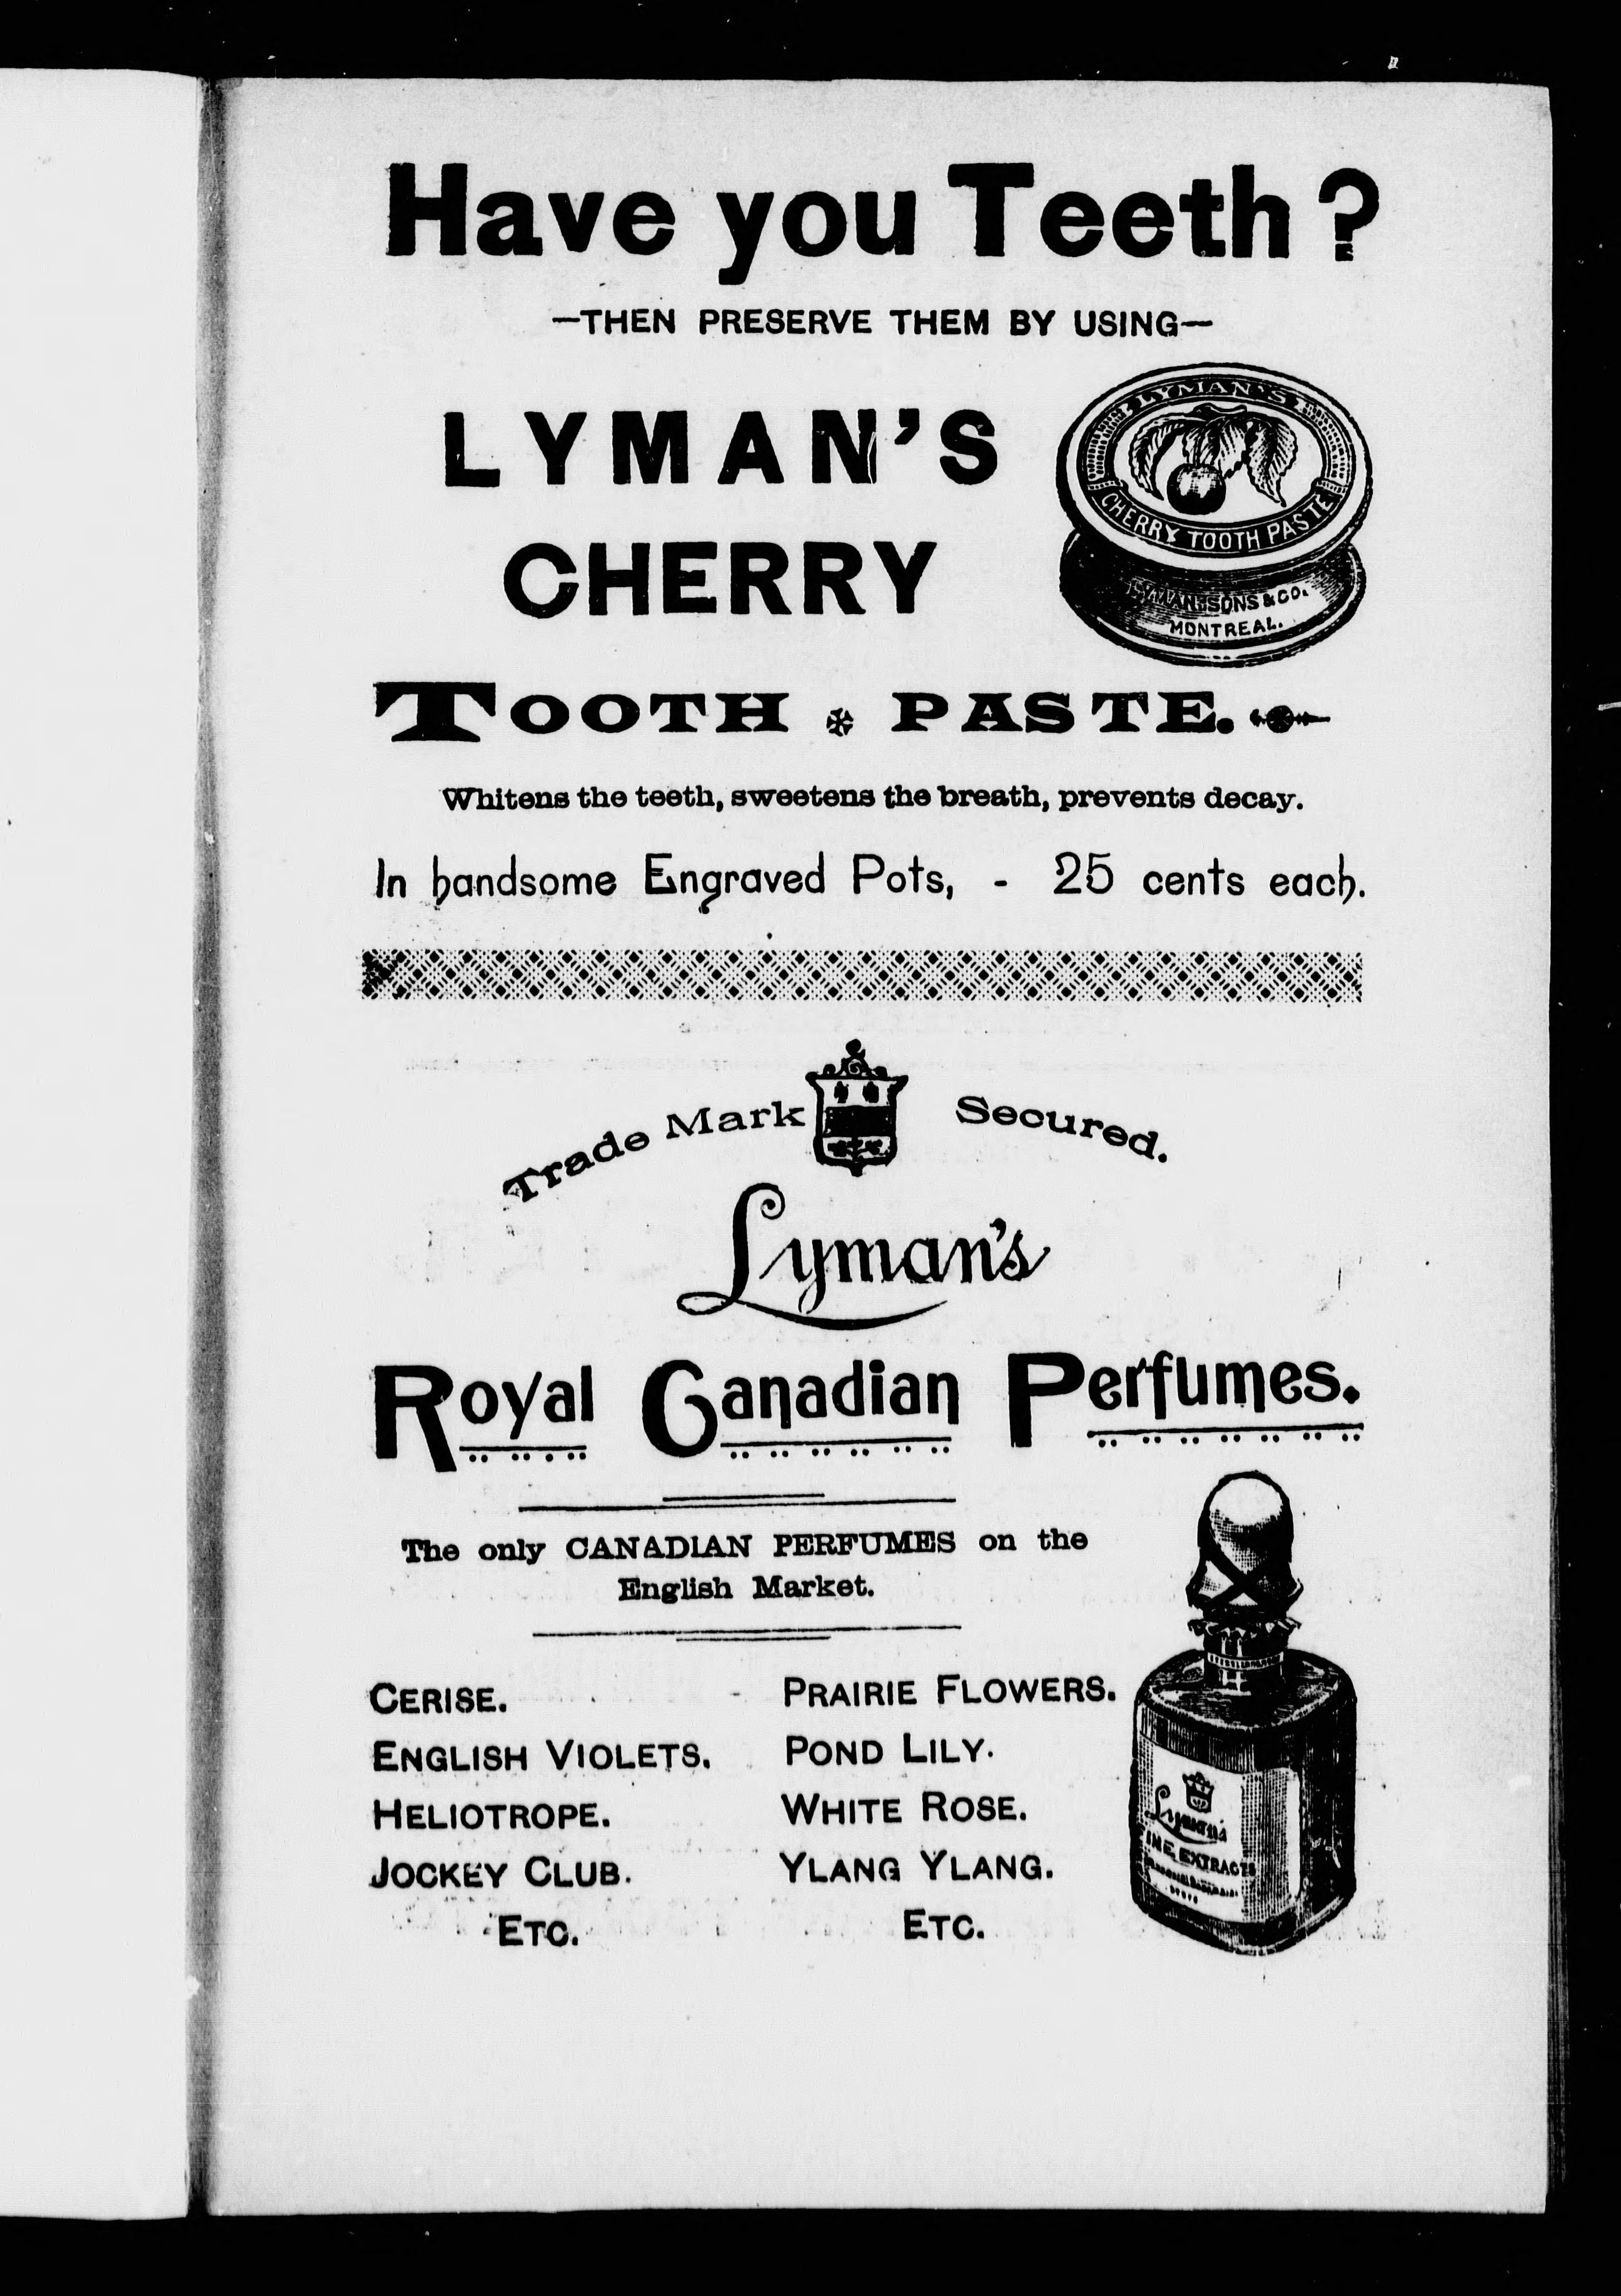 Have you Teeth?
—THEN PRESERVE THEM BY USING—
LYMAN'S
CHERRY
LYMAN'S
CHERRY TOOTH PASTE
SONS & CO.
MONTREAL.
TOOTH PASTE.
Whitens the teeth, sweetens the breath, prevents decay.
In handsome Engraved Pots, - 25 cents each.
Trade Mark Secured.
Lyman's
Royal Canadian Perfumes.
The only CANADIAN PERFUMES on the
English Market.
CERISE.
ENGLISH VIOLETS.
HELIOTROPE.
JOCKEY CLUB.
ETC.
PRAIRIE FLOWERS.
POND LILY.
WHITE ROSE.
YLANG YLANG.
ETC.
Lyman's
EXTRACTS